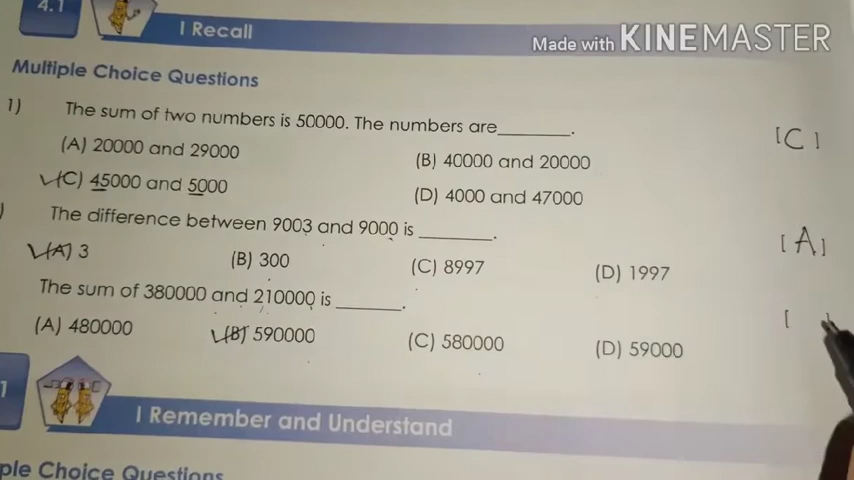 4.1
I Recall
Made with KINEMASTER
Multiple Choice Questions
1) The sum of two numbers is 50000. The numbers are________.
[C]
(A) 20000 and 29000 (B) 40000 and 20000
(C) 45000 and 5000 (D) 4000 and 47000
) The difference between 9003 and 9000 is ________.
[A]
(A) 3 (B) 300 (C) 8997 (D) 1997
The sum of 380000 and 210000 is ________.
[
(A) 480000 (B) 590000 (C) 580000 (D) 59000
1
I Remember and Understand
ple Choice Questions